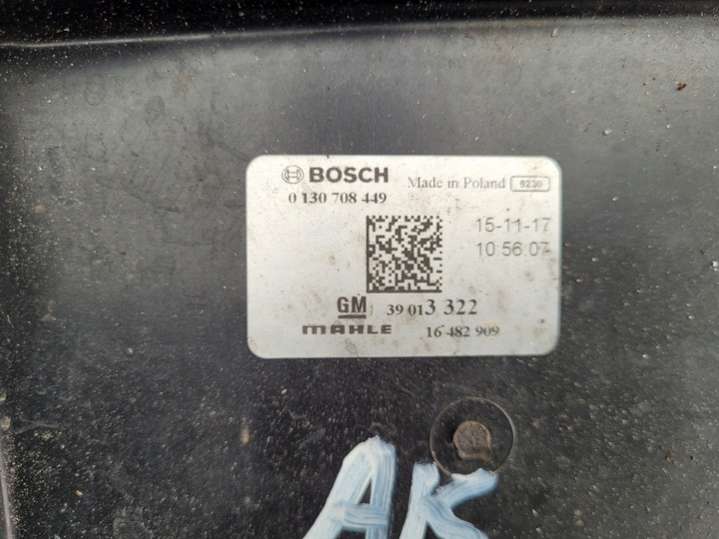 BOSCH Made in Poland 6230
0 130 708 449
15-11-17
10 56 07
GM 39 013 322
MAHLE 16 482 909
AK